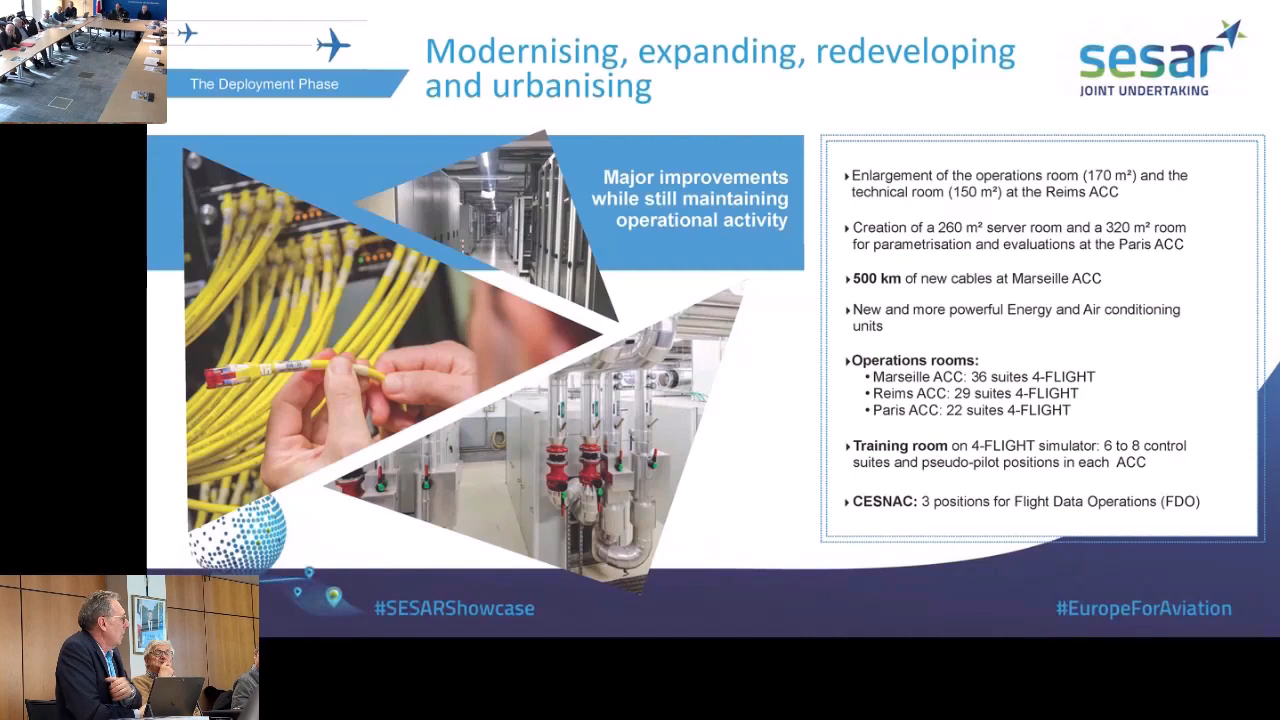 The Deployment Phase
Modernising, expanding, redeveloping
and urbanising
sesar
JOINT UNDERTAKING
Major improvements
while still maintaining
operational activity
Enlargement of the operations room (170 m²) and the
technical room (150 m²) at the Reims ACC
Creation of a 260 m² server room and a 320 m² room
for parametrisation and evaluations at the Paris ACC
500 km of new cables at Marseille ACC
New and more powerful Energy and Air conditioning
units
Operations rooms:
• Marseille ACC: 36 suites 4-FLIGHT
• Reims ACC: 29 suites 4-FLIGHT
• Paris ACC: 22 suites 4-FLIGHT
Training room on 4-FLIGHT simulator: 6 to 8 control
suites and pseudo-pilot positions in each ACC
CESNAC: 3 positions for Flight Data Operations (FDO)
#SESARShowcase
#EuropeForAviation